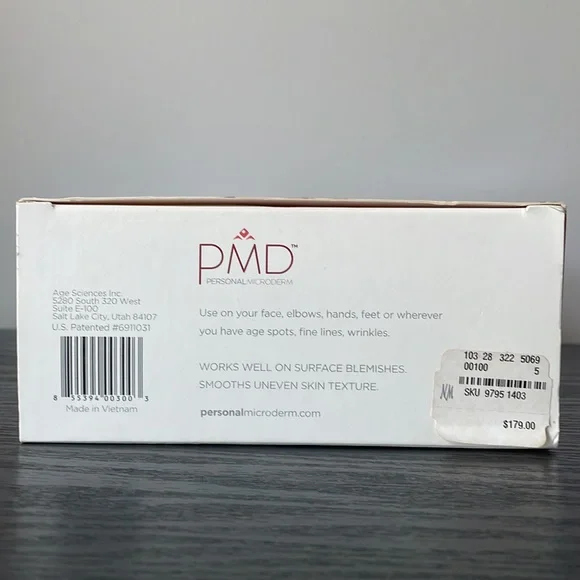 PMD™
PERSONALMICRODERM
Age Sciences Inc.
5280 South 320 West
Suite E-100
Salt Lake City, Utah 84107
U.S. Patented #6911031
8 55394 00300 3
Made in Vietnam
Use on your face, elbows, hands, feet or wherever
you have age spots, fine lines, wrinkles.
WORKS WELL ON SURFACE BLEMISHES.
SMOOTHS UNEVEN SKIN TEXTURE.
personalmicroderm.com
103 28 322 5069
00100 5
NM
SKU 9795 1403
$179.00